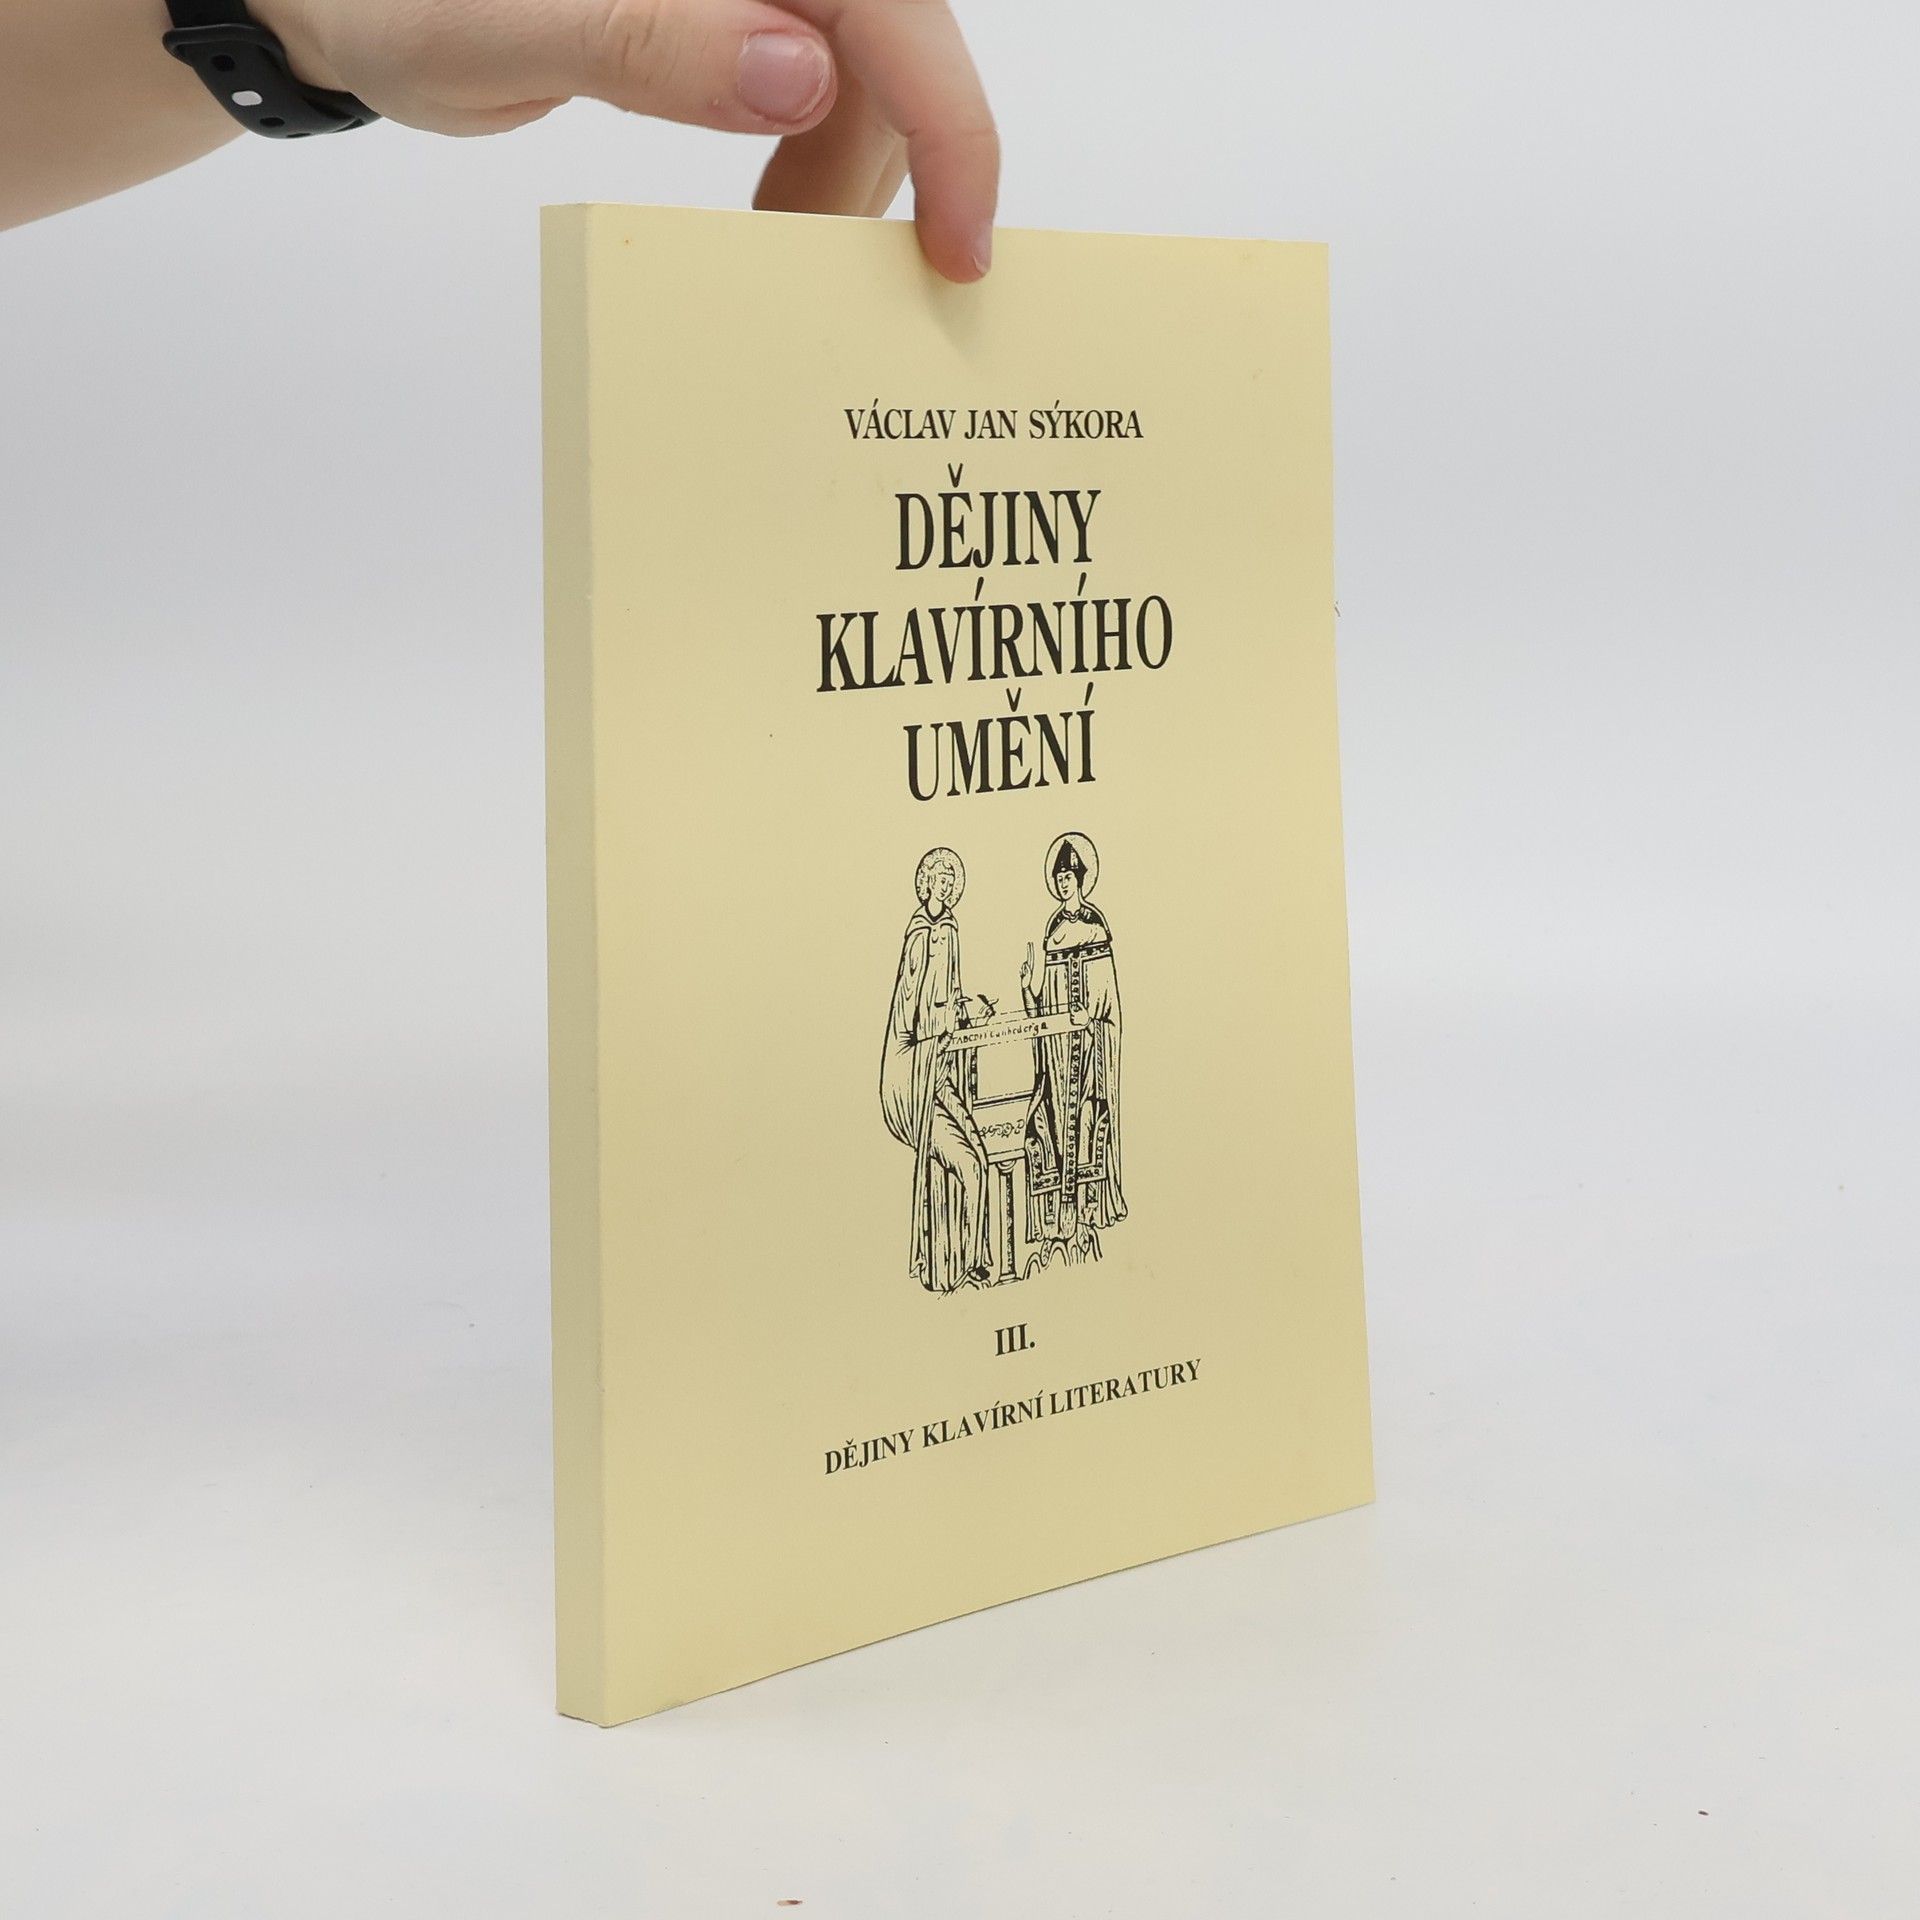 VÁCLAV JAN SÝKORA
DĚJINY
KLAVÍRNÍHO
UMĚNÍ
III.
DĚJINY KLAVÍRNÍ LITERATURY